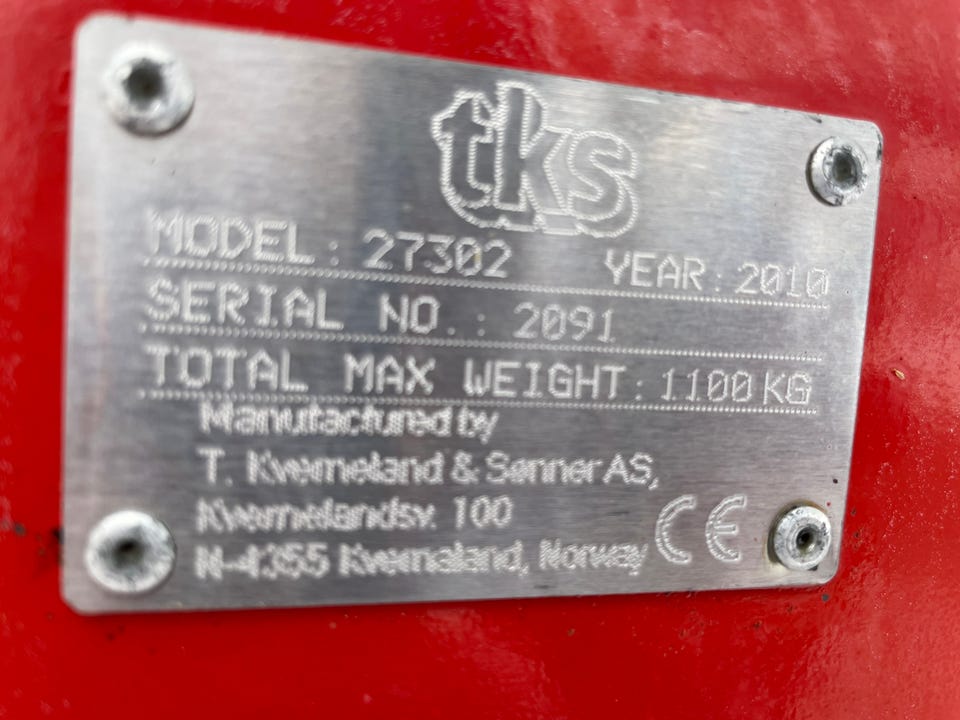 tks
MODEL: 27302 YEAR: 2010
SERIAL NO.: 2091
TOTAL MAX WEIGHT: 1100 KG
Manufactured by
T. Kverneland & Sønner AS,
Kvernelandsv. 100
N-4355 Kvernaland, Norway CE